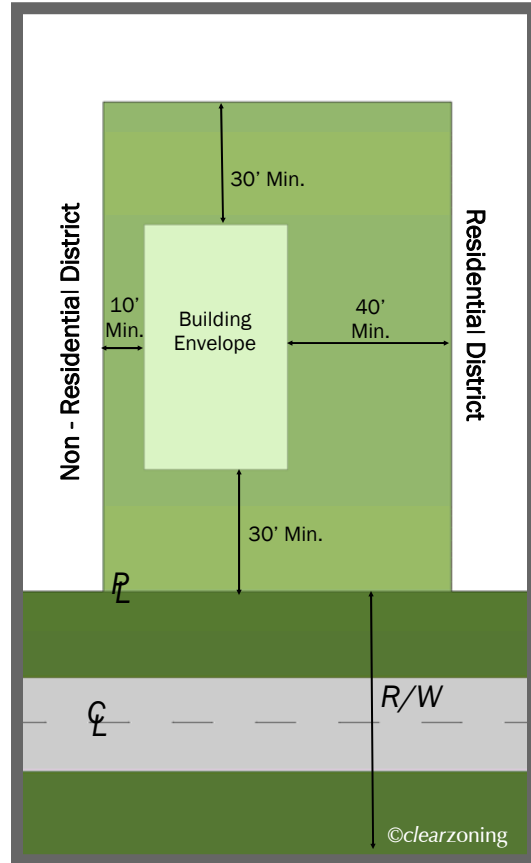 30’ Min.
Non - Residential District
Residential District
10’
Min.
Building
Envelope
40’
Min.
30’ Min.
PL
CL
R/W
©clearzoning